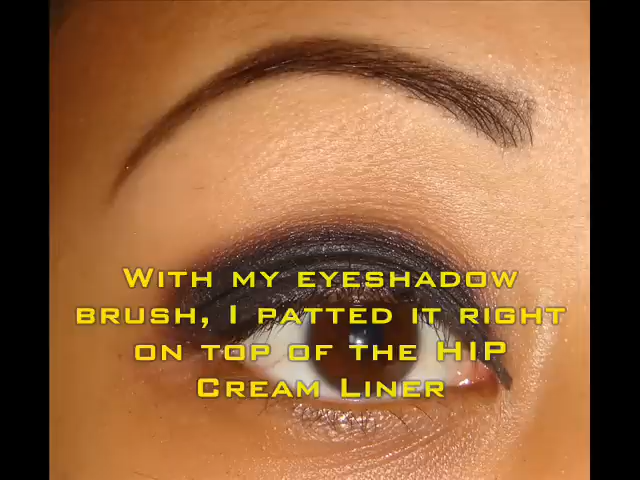 With my eyeshadow
brush, I patted it right
on top of the HIP
Cream Liner